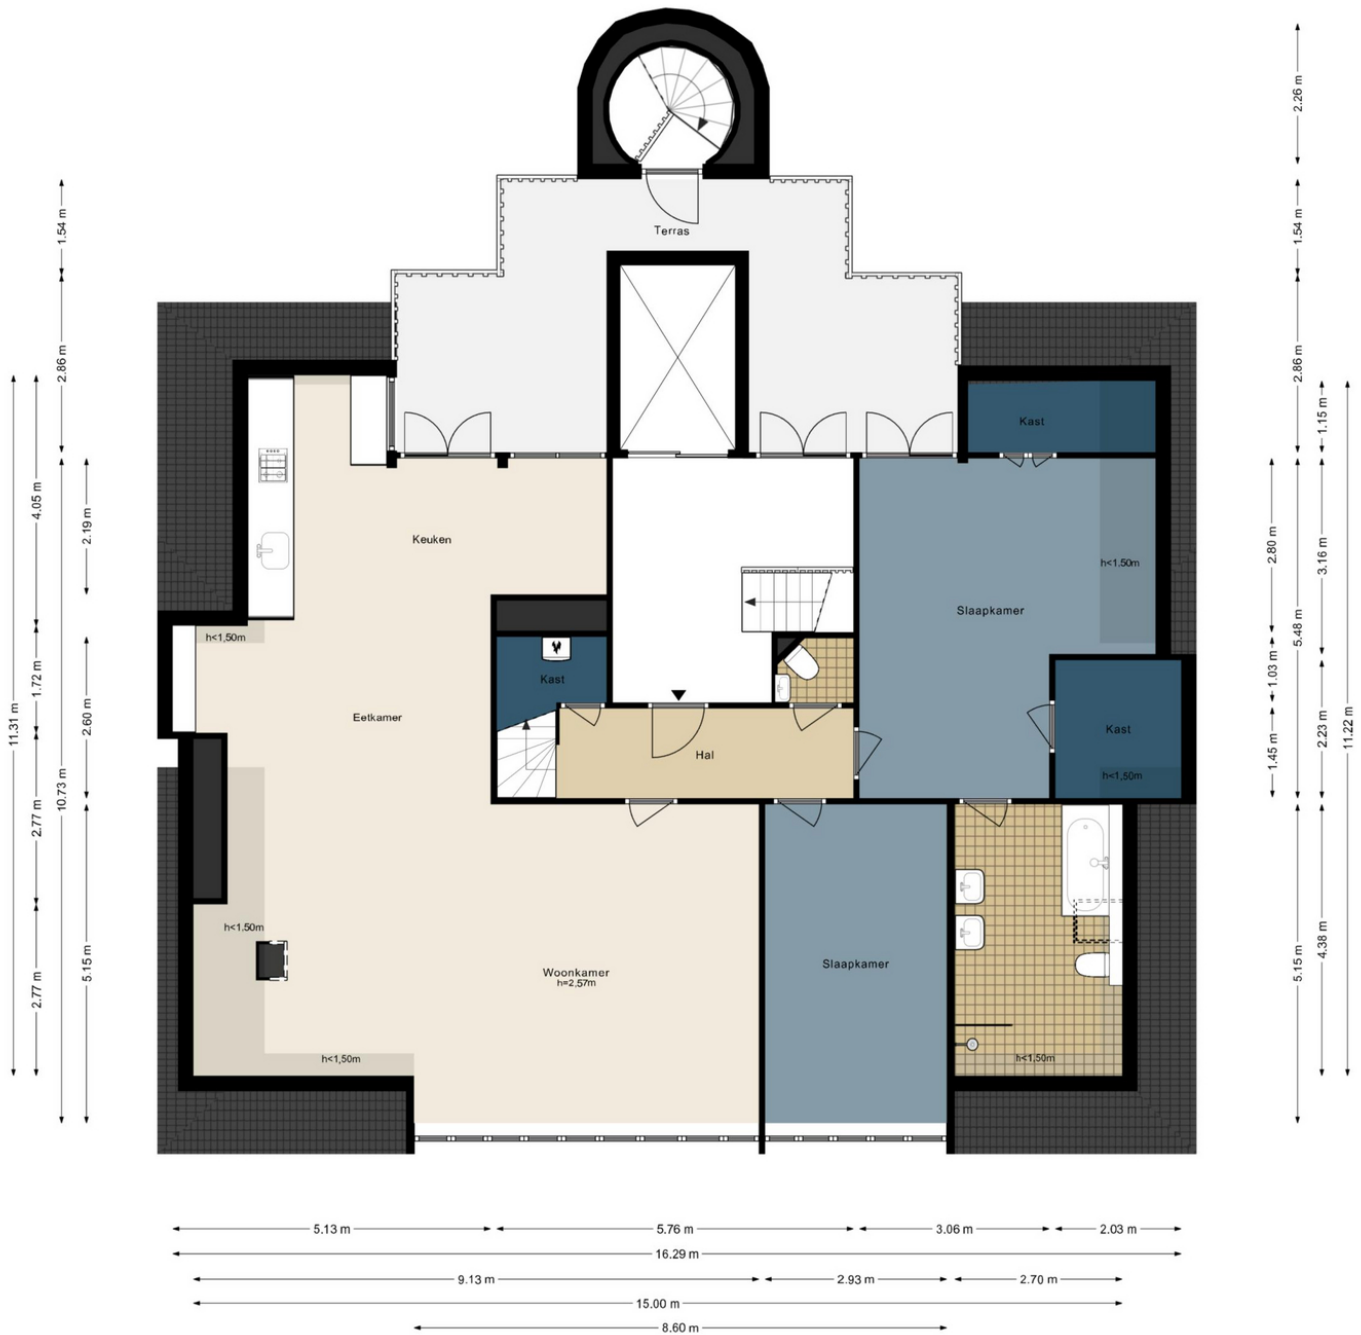 2.26 m
1.54 m
1.54 m
Terras
2.86 m
2.86 m
Kast
1.15 m
4.05 m
2.19 m
Keuken
2.80 m
3.16 m
h<1,50m
Slaapkamer
5.48 m
h<1,50m
1.72 m
Kast
1.03 m
2.60 m
Eetkamer
11.31 m
11.22 m
Kast
2.23 m
1.45 m
Hal
h<1,50m
10.73 m
2.77 m
h<1,50m
4.38 m
5.15 m
5.15 m
Slaapkamer
Woonkamer
h=2,57m
2.77 m
h<1,50m
h<1,50m
5.13 m
5.76 m
3.06 m
2.03 m
16.29 m
9.13 m
2.93 m
2.70 m
15.00 m
8.60 m